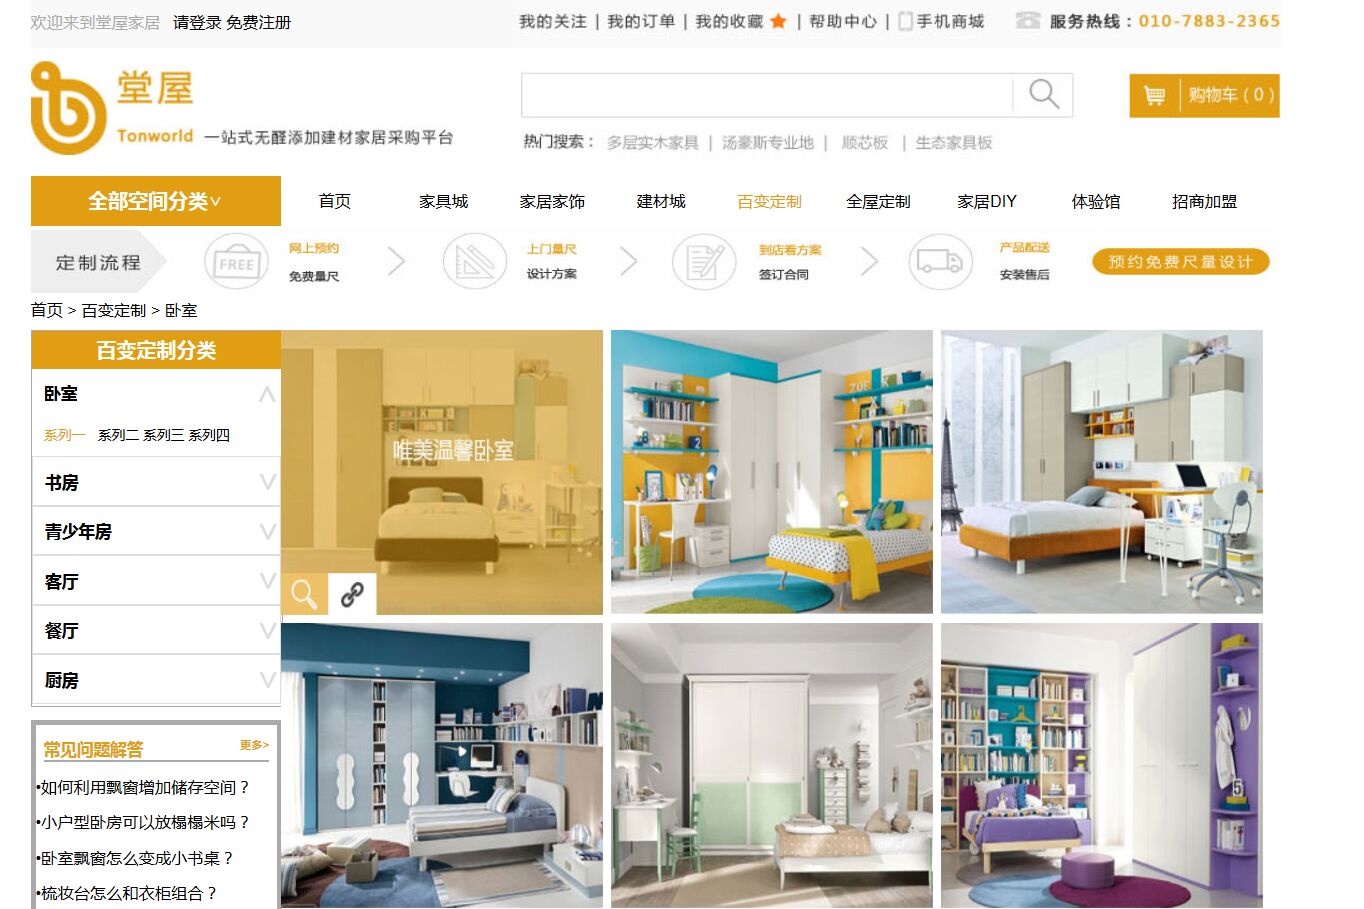 欢迎来到堂屋家居 请登录 免费注册
我的关注 | 我的订单 | 我的收藏 | 帮助中心 | 手机商城 服务热线：010-7883-2365
堂屋
Tonworld 一站式无醛添加建材家居采购平台
购物车 ( 0 )
热门搜索： 多层实木家具 | 汤豪斯专业地 | 顺芯板 | 生态家具板
全部空间分类 首页 家具城 家居家饰 建材城 百变定制 全屋定制 家居DIY 体验馆 招商加盟
定制流程
FREE
网上预约
免费量尺
上门量尺
设计方案
到店看方案
签订合同
产品配送
安装售后
预约免费尺量设计
首页 > 百变定制 > 卧室
百变定制分类
卧室
系列一 系列二 系列三 系列四
书房
青少年房
客厅
餐厅
厨房
唯美温馨卧室
常见问题解答 更多>
•如何利用飘窗增加储存空间？
•小户型卧房可以放榻榻米吗？
•卧室飘窗怎么变成小书桌？
•梳妆台怎么和衣柜组合？